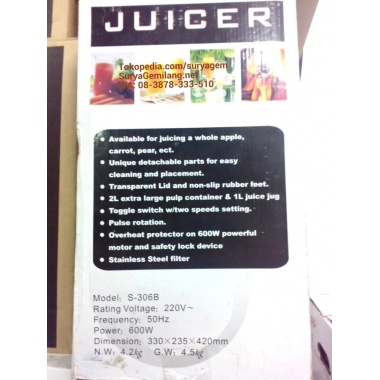 JUICER
Tokopedia.com/suryagem
SuryaGemilang.net
08-3878-333-510
• Available for juicing a whole apple,
carrot, pear, ect.
• Unique detachable parts for easy
cleaning and placement.
• Transparent Lid and non-slip rubber feet.
• 2L extra large pulp container & 1L juice jug
• Toggle switch w/two speeds setting.
• Pulse rotation.
• Overheat protector on 600W powerful
motor and safety lock device
• Stainless Steel filter
Model: S-306B
Rating Voltage: 220V~
Frequency: 50Hz
Power: 600W
Dimension: 330×235×420mm
N.W: 4.2kg G.W: 4.5kg